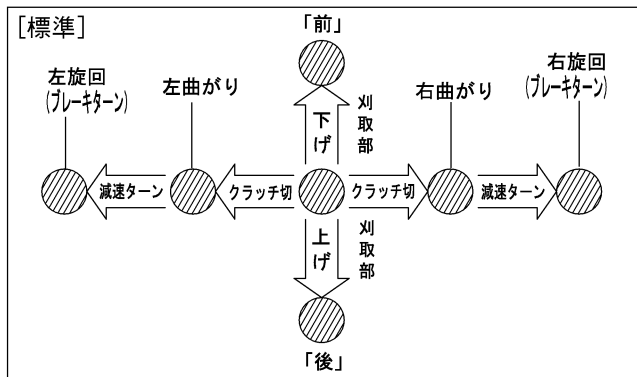 [標準]
「前」
左旋回
(ブレーキターン)
左曲がり
下げ
刈取部
右曲がり
右旋回
(ブレーキターン)
減速ターン
クラッチ切
クラッチ切
減速ターン
上げ
刈取部
「後」